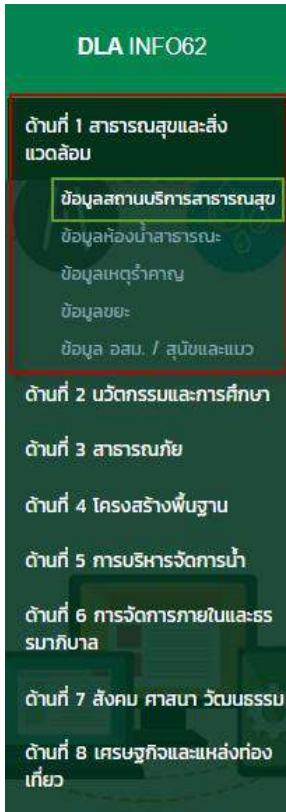 DLA INFO62
ด้านที่ 1 สาธารณสุขและสิ่ง
แวดล้อม
ข้อมูลสถานบริการสาธารณสุข
ข้อมูลห้องน้ำสาธารณะ
ข้อมูลเหตุรำคาญ
ข้อมูลขยะ
ข้อมูล อสม. / สุนัขและแมว
ด้านที่ 2 นวัตกรรมและการศึกษา
ด้านที่ 3 สาธารณภัย
ด้านที่ 4 โครงสร้างพื้นฐาน
ด้านที่ 5 การบริหารจัดการน้ำ
ด้านที่ 6 การจัดการภายในและธร
รมาภิบาล
ด้านที่ 7 สังคม ศาสนา วัฒนธรรม
ด้านที่ 8 เศรษฐกิจและแหล่งท่อง
เที่ยว